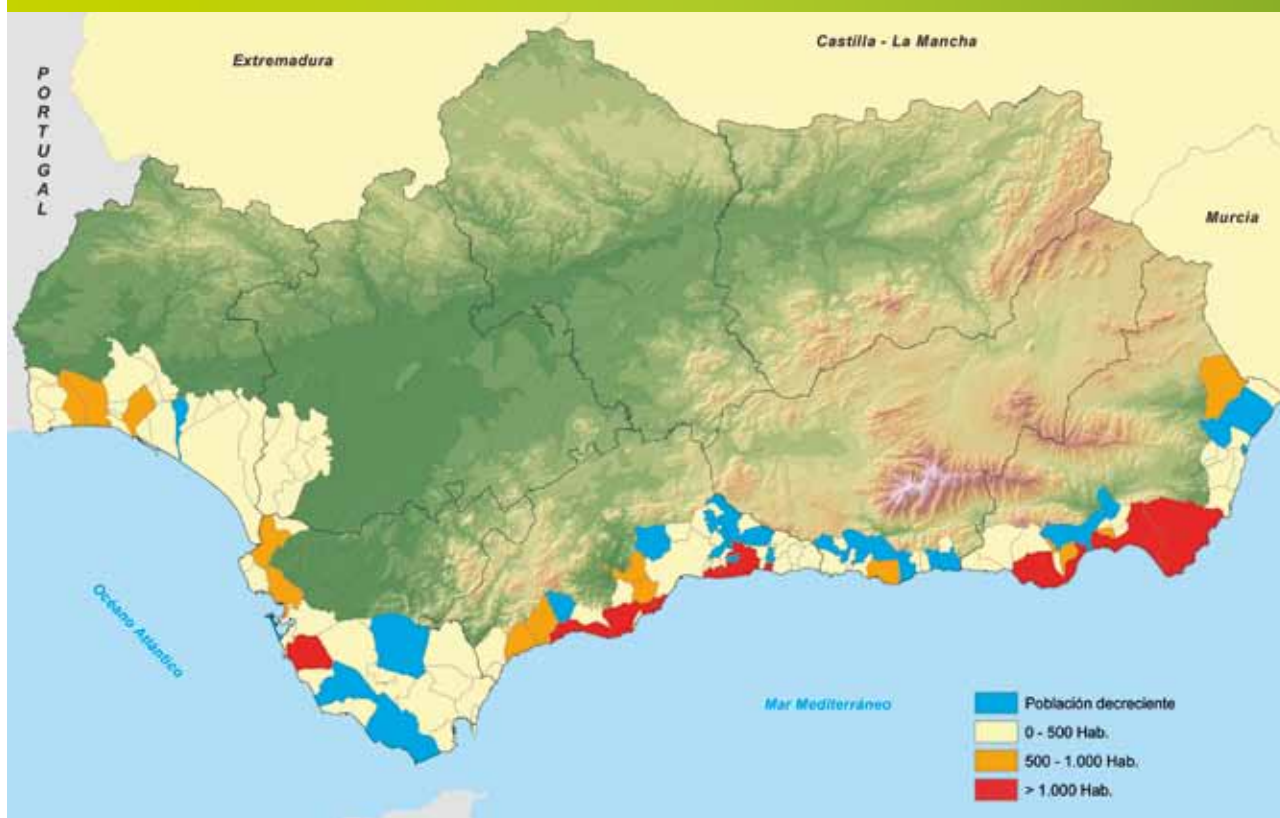 Castilla - La Mancha
Extremadura
PORTUGAL
Murcia
Océano Atlántico
Mar Mediterráneo
Población decreciente
0 - 500 Hab.
500 - 1.000 Hab.
> 1.000 Hab.